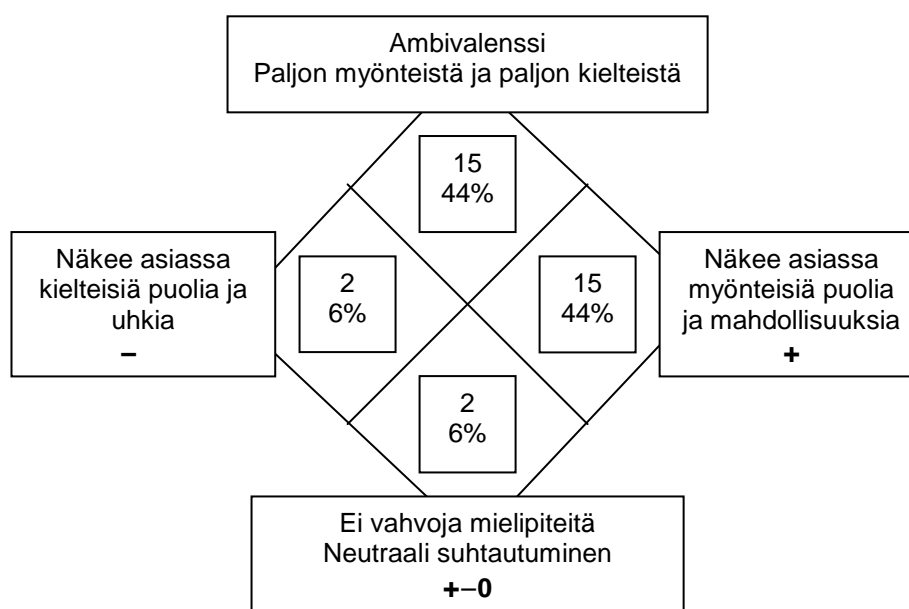 Ambivalenssi
Paljon myönteistä ja paljon kielteistä
15
44%
Näkee asiassa
kielteisiä puolia ja
uhkia
–
2
6%
15
44%
Näkee asiassa
myönteisiä puolia
ja mahdollisuuksia
+
2
6%
Ei vahvoja mielipiteitä
Neutraali suhtautuminen
+–0